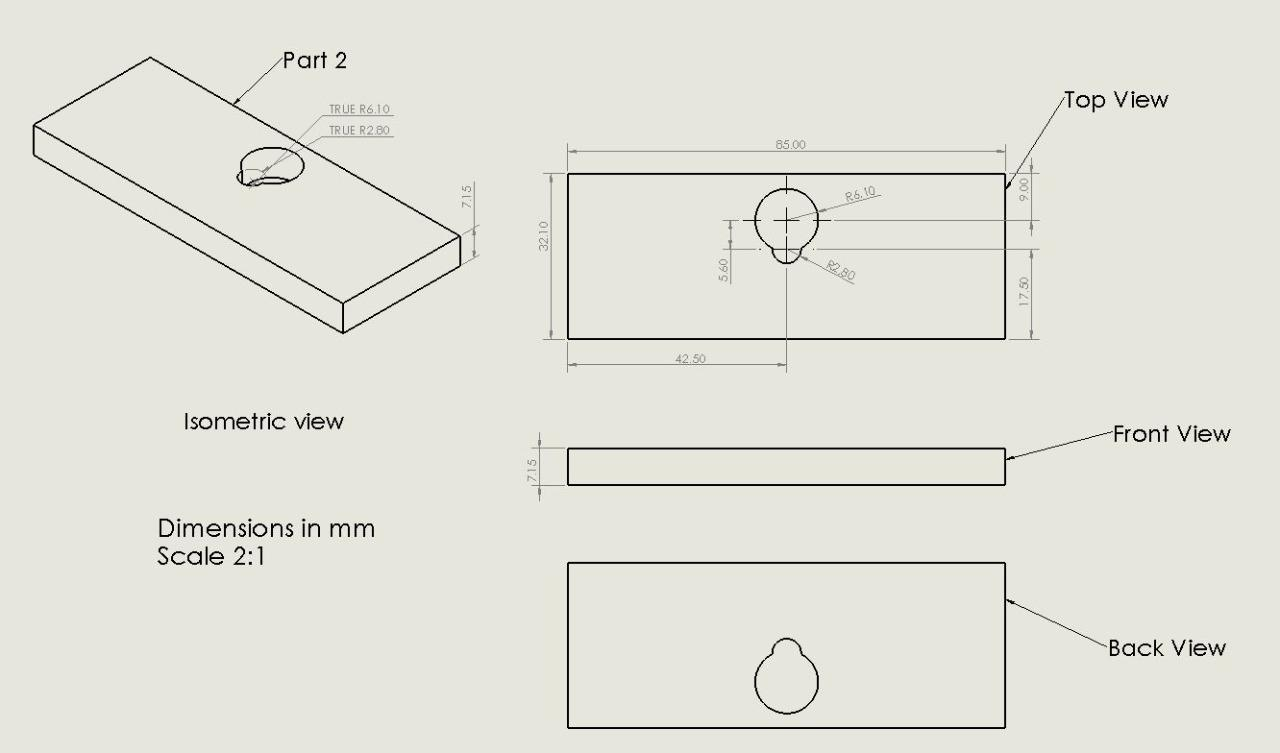 Part 2
TRUE R6.10
TRUE R2.80
7.15
Isometric view
Dimensions in mm
Scale 2:1
Top View
85.00
R6.10
9.00
32.10
5.60
R2.80
17.50
42.50
Front View
7.15
Back View